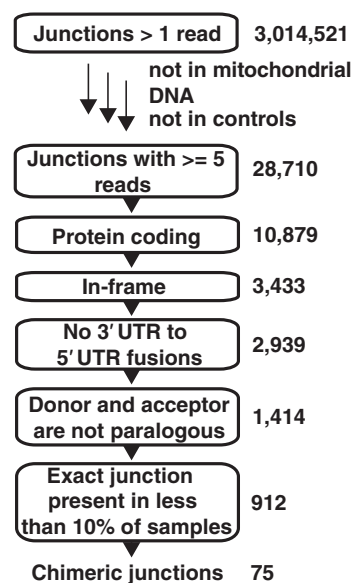 Junctions > 1 read 3,014,521
not in mitochondrial
DNA
not in controls
Junctions with >= 5
reads
28,710
Protein coding 10,879
In-frame 3,433
No 3' UTR to
5' UTR fusions
2,939
Donor and acceptor
are not paralogous
1,414
Exact junction
present in less
than 10% of samples
912
Chimeric junctions 75